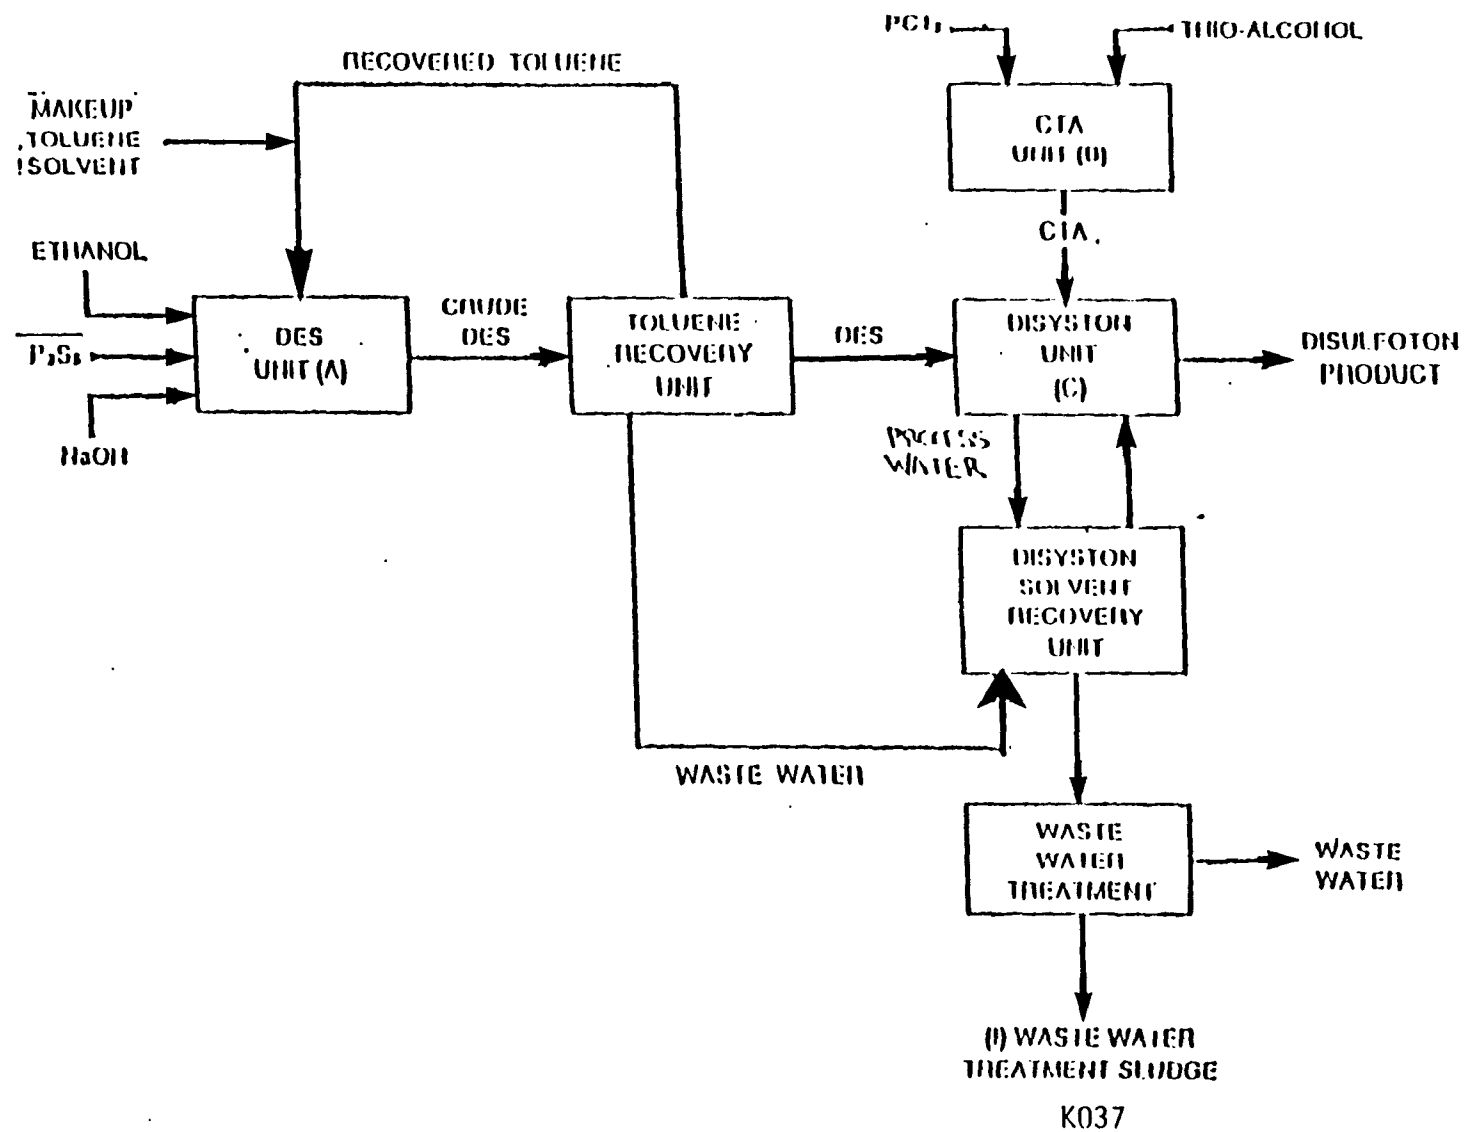 PCl₃
THIO-ALCOHOL
RECOVERED TOLUENE
MAKEUP
TOLUENE
SOLVENT
CTA
UNIT (B)
CTA
ETHANOL
P₂S₅
NaOH
DES
UNIT (A)
CRUDE
DES
TOLUENE
RECOVERY
UNIT
DES
DISYSTON
UNIT
(C)
DISULFOTON
PRODUCT
PROCESS
WATER
DISYSTON
SOLVENT
RECOVERY
UNIT
WASTE WATER
WASTE
WATER
TREATMENT
WASTE
WATER
(I) WASTE WATER
TREATMENT SLUDGE
K037